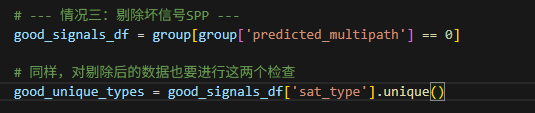 # --- 情况三：剔除坏信号SPP ---
good_signals_df = group[group['predicted_multipath'] == 0]
# 同样，对剔除后的数据也要进行这两个检查
good_unique_types = good_signals_df['sat_type'].unique()